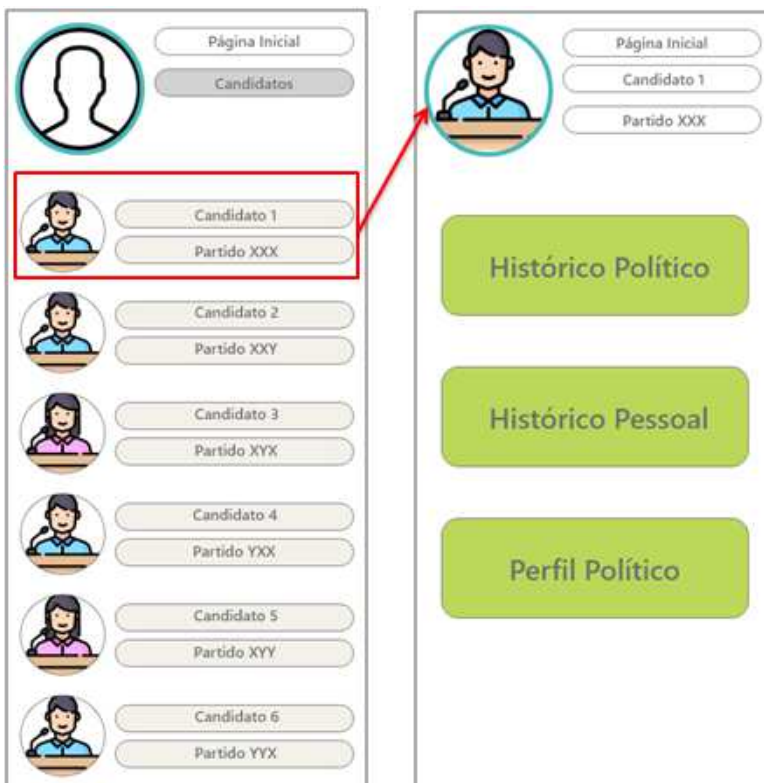 Página Inicial
Candidatos
Candidato 1
Partido XXX
Candidato 2
Partido XXY
Candidato 3
Partido XYX
Candidato 4
Partido YXX
Candidato 5
Partido XYY
Candidato 6
Partido YYX
Página Inicial
Candidato 1
Partido XXX
Histórico Político
Histórico Pessoal
Perfil Político